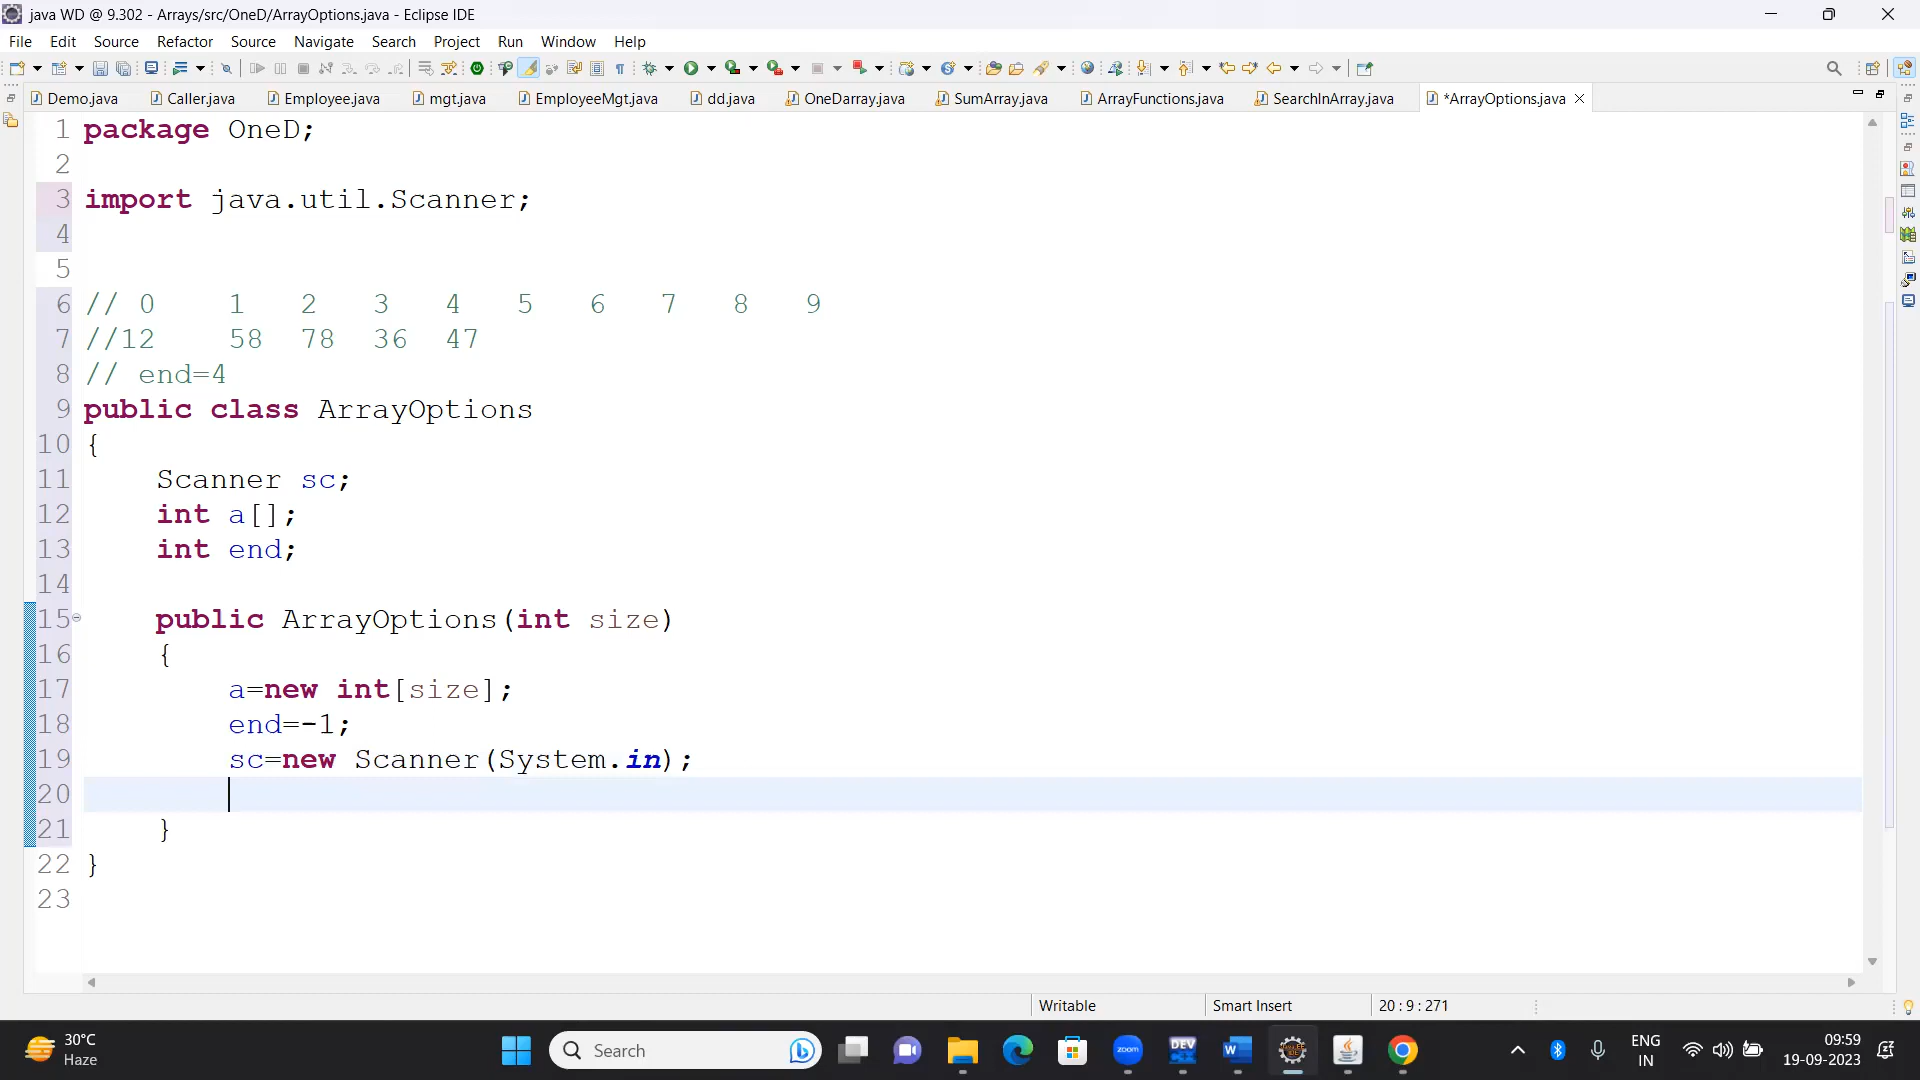 java WD @ 9.302 - Arrays/src/OneD/ArrayOptions.java - Eclipse IDE
File Edit Source Refactor Source Navigate Search Project Run Window Help
Demo.java Caller.java Employee.java mgt.java EmployeeMgt.java dd.java OneDarray.java SumArray.java ArrayFunctions.java SearchInArray.java *ArrayOptions.java
1 package OneD;
2
3 import java.util.Scanner;
4
5
6 // 0 1 2 3 4 5 6 7 8 9
7 //12 58 78 36 47
8 // end=4
9 public class ArrayOptions
10 {
11 Scanner sc;
12 int a[];
13 int end;
14
15 public ArrayOptions(int size)
16 {
17 a=new int[size];
18 end=-1;
19 sc=new Scanner(System.in);
20
21 }
22 }
23
Writable Smart Insert 20 : 9 : 271
30°C
Haze
Search
zoom
DEV
W
ENG
IN
09:59
19-09-2023